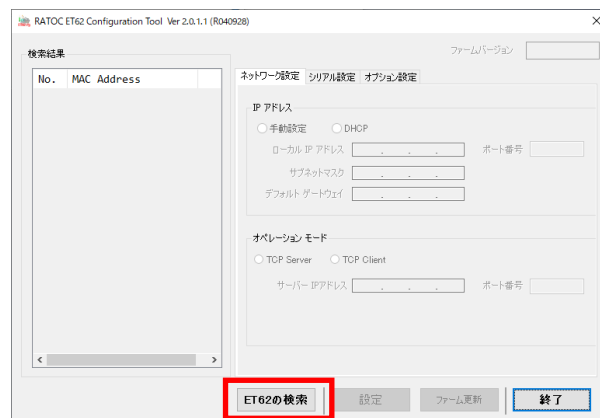 RATOC ET62 Configuration Tool Ver 2.0.1.1 (R040928)
検索結果
No. MAC Address
ファームバージョン
ネットワーク設定 シリアル設定 オプション設定
IP アドレス
手動設定 DHCP
ローカル IP アドレス . . . ポート番号
サブネットマスク . . .
デフォルト ゲートウェイ . . .
オペレーション モード
TCP Server TCP Client
サーバー IPアドレス . . . ポート番号
ET62の検索 設定 ファーム更新 終了